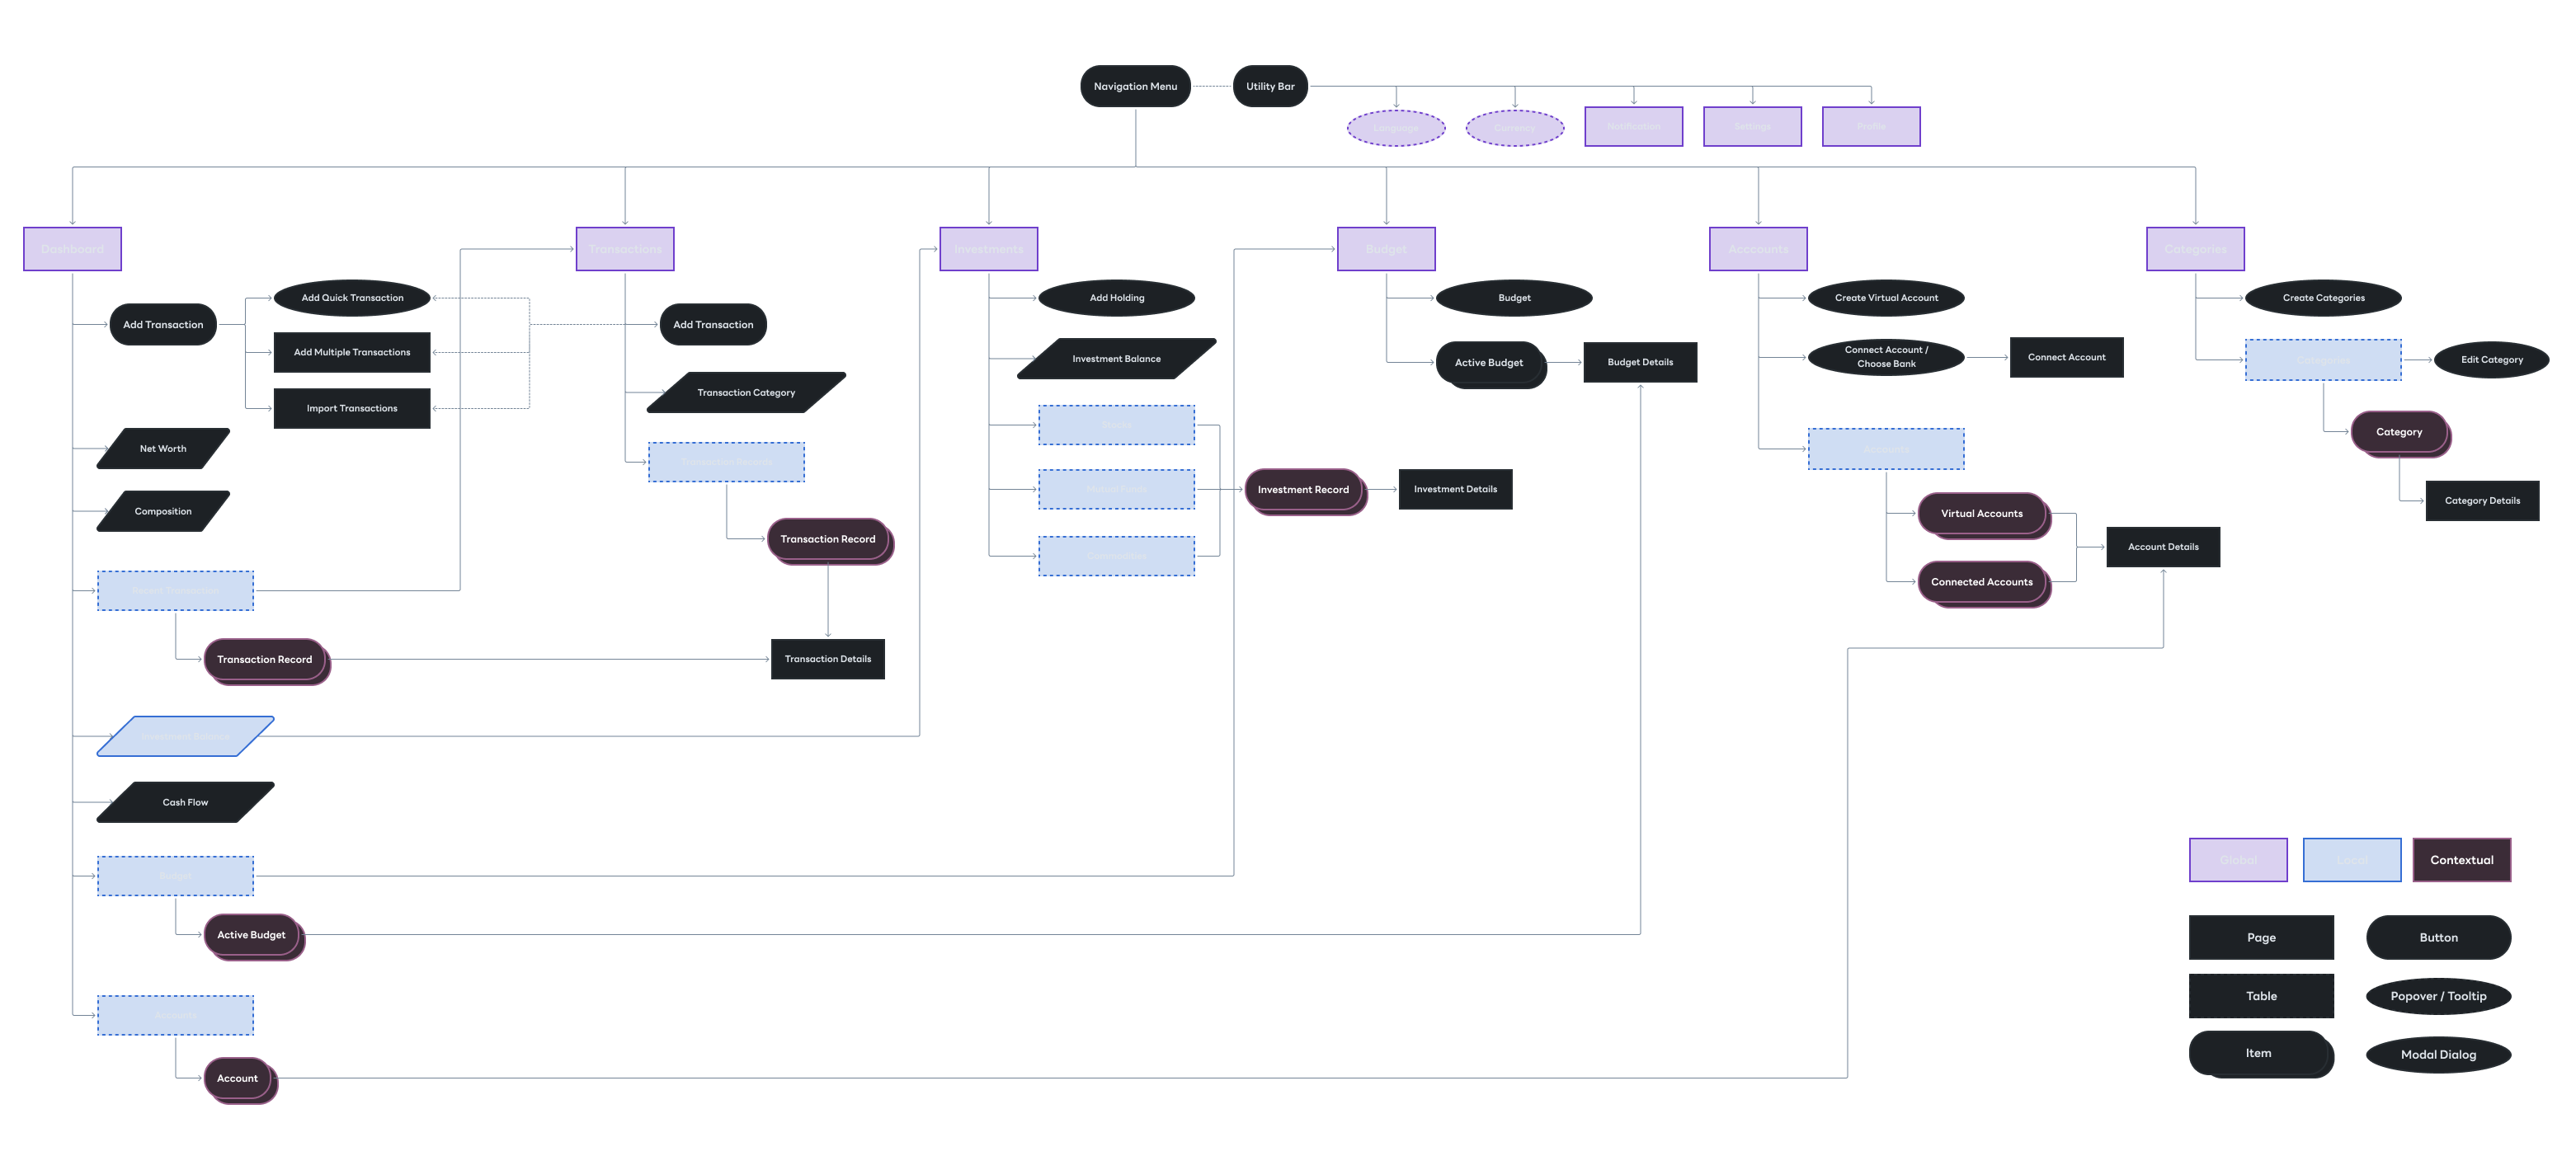 Navigation Menu
Utility Bar
Language
Currency
Notification
Settings
Profile
Dashboard
Transactions
Investments
Budget
Acccounts
Categories
Add Transaction
Add Quick Transaction
Add Multiple Transactions
Import Transactions
Net Worth
Composition
Recent Transaction
Transaction Record
Investment Balance
Cash Flow
Budget
Active Budget
Accounts
Account
Add Transaction
Transaction Category
Transaction Records
Transaction Record
Transaction Details
Add Holding
Investment Balance
Stocks
Mutual Funds
Commodities
Investment Record
Investment Details
Budget
Active Budget
Budget Details
Create Virtual Account
Connect Account /
Choose Bank
Connect Account
Accounts
Virtual Accounts
Connected Accounts
Account Details
Create Categories
Categories
Edit Category
Category
Category Details
Global
Local
Contextual
Page
Button
Table
Popover / Tooltip
Item
Modal Dialog